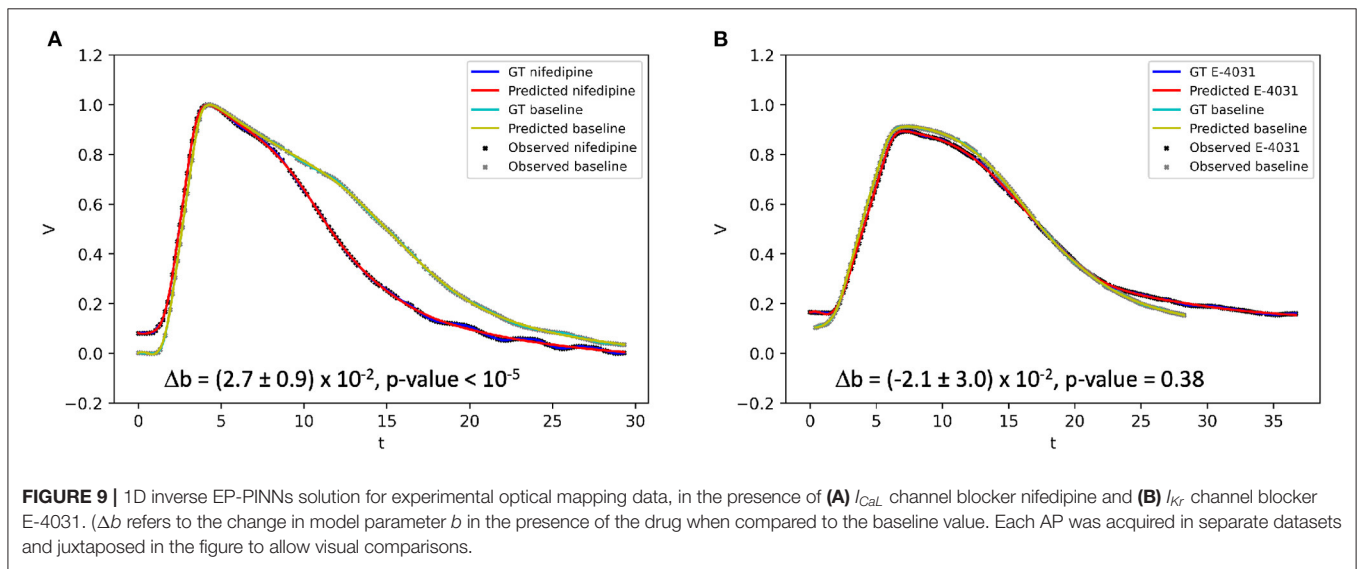 A
B
1.2
1.0
0.8
0.6
0.4
0.2
0.0
−0.2
V
0
5
10
15
20
25
30
t
GT nifedipine
Predicted nifedipine
GT baseline
Predicted baseline
Observed nifedipine
Observed baseline
Δb = (2.7 ± 0.9) x 10⁻², p-value < 10⁻⁵
1.2
1.0
0.8
0.6
0.4
0.2
0.0
−0.2
V
0
5
10
15
20
25
30
35
t
GT E-4031
Predicted E-4031
GT baseline
Predicted baseline
Observed E-4031
Observed baseline
Δb = (-2.1 ± 3.0) x 10⁻², p-value = 0.38
FIGURE 9 | 1D inverse EP-PINNs solution for experimental optical mapping data, in the presence of (A) I_CaL channel blocker nifedipine and (B) I_Kr channel blocker
E-4031. (Δb refers to the change in model parameter b in the presence of the drug when compared to the baseline value. Each AP was acquired in separate datasets
and juxtaposed in the figure to allow visual comparisons.